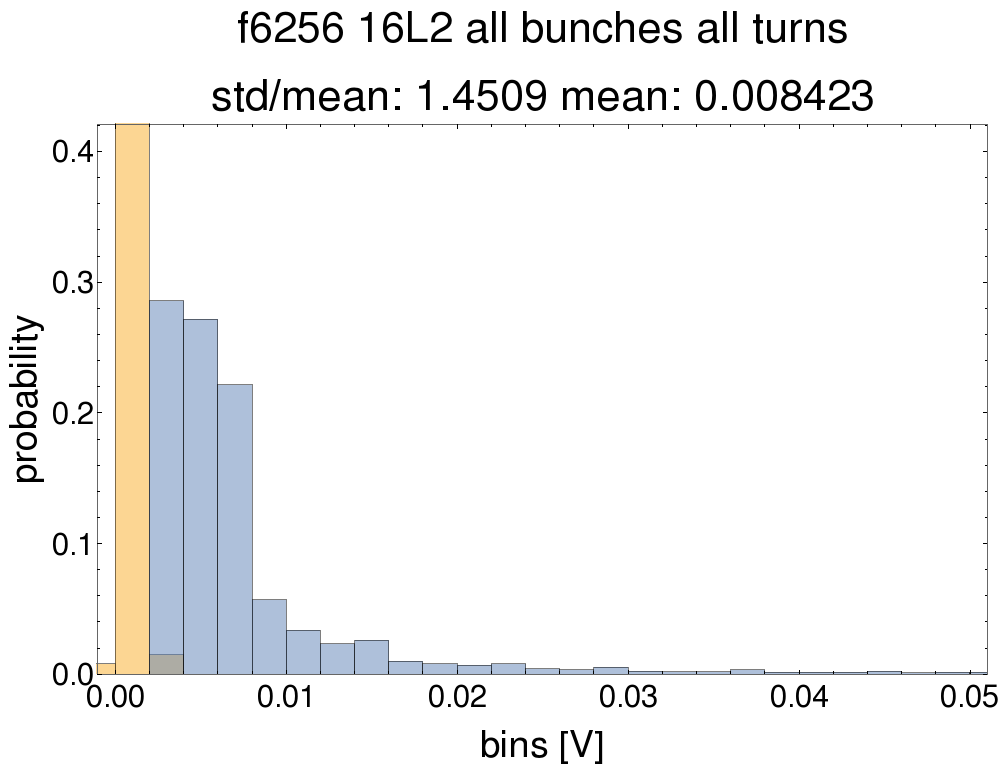 f6256 16L2 all bunches all turns
std/mean: 1.4509 mean: 0.008423
0.4
0.3
0.2
0.1
0.0
probability
0.00 0.01 0.02 0.03 0.04 0.05
bins [V]